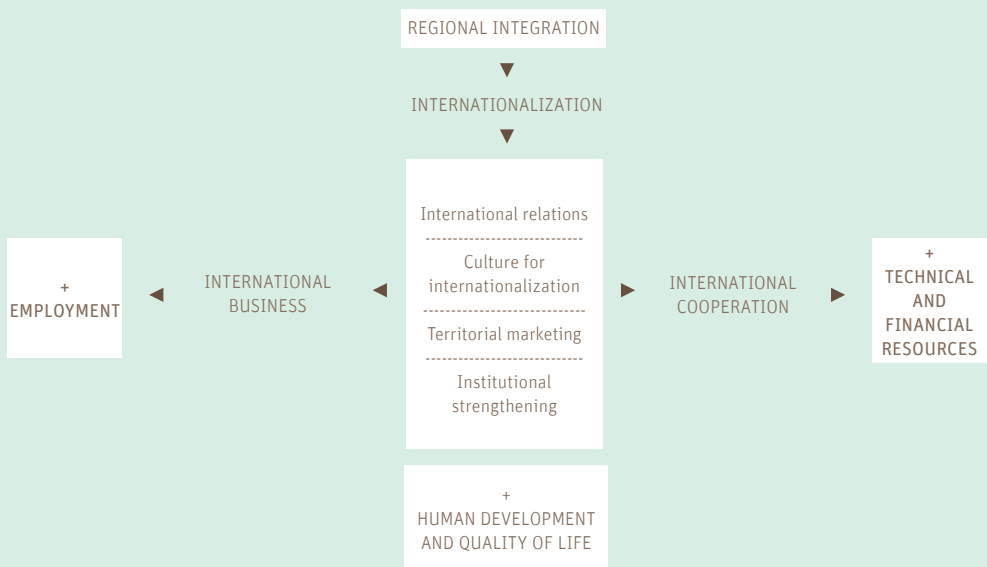 REGIONAL INTEGRATION
INTERNATIONALIZATION
International relations
Culture for
internationalization
Territorial marketing
Institutional
strengthening
+
EMPLOYMENT
INTERNATIONAL
BUSINESS
INTERNATIONAL
COOPERATION
+
TECHNICAL
AND
FINANCIAL
RESOURCES
+
HUMAN DEVELOPMENT
AND QUALITY OF LIFE